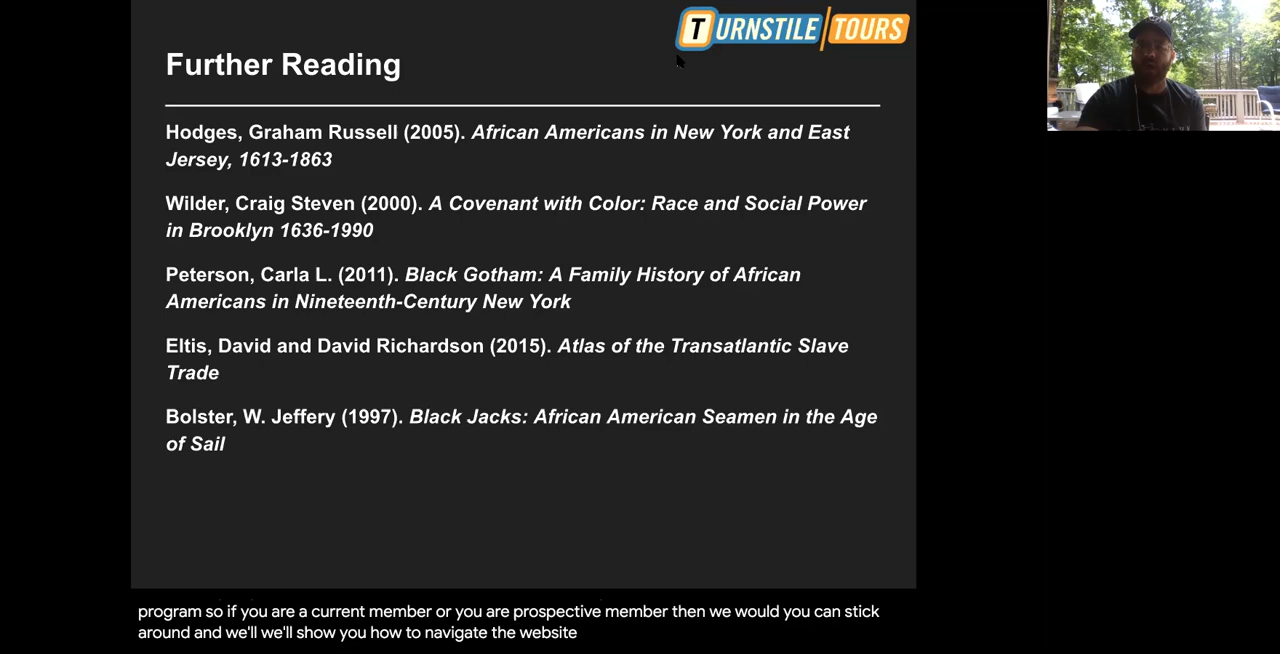 TURNSTILE/TOURS
Further Reading
Hodges, Graham Russell (2005). African Americans in New York and East
Jersey, 1613-1863
Wilder, Craig Steven (2000). A Covenant with Color: Race and Social Power
in Brooklyn 1636-1990
Peterson, Carla L. (2011). Black Gotham: A Family History of African
Americans in Nineteenth-Century New York
Eltis, David and David Richardson (2015). Atlas of the Transatlantic Slave
Trade
Bolster, W. Jeffery (1997). Black Jacks: African American Seamen in the Age
of Sail
program so if you are a current member or you are prospective member then we would you can stick
around and we'll we'll show you how to navigate the website